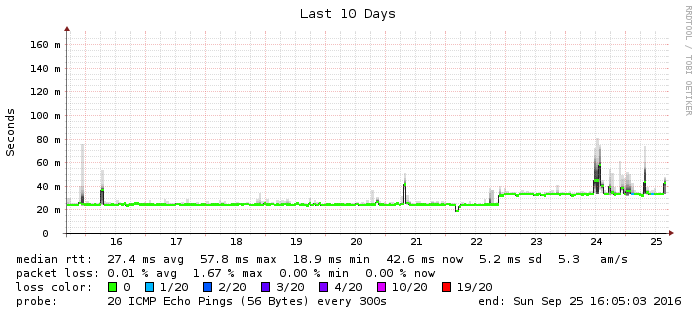 Last 10 Days
RRDTOOL / TOBI OETIKER
Seconds
160 m
140 m
120 m
100 m
80 m
60 m
40 m
20 m
0
16 17 18 19 20 21 22 23 24 25
median rtt: 27.4 ms avg 57.8 ms max 18.9 ms min 42.6 ms now 5.2 ms sd 5.3 am/s
packet loss: 0.01 % avg 1.67 % max 0.00 % min 0.00 % now
loss color: 0 1/20 2/20 3/20 4/20 10/20 19/20
probe: 20 ICMP Echo Pings (56 Bytes) every 300s end: Sun Sep 25 16:05:03 2016